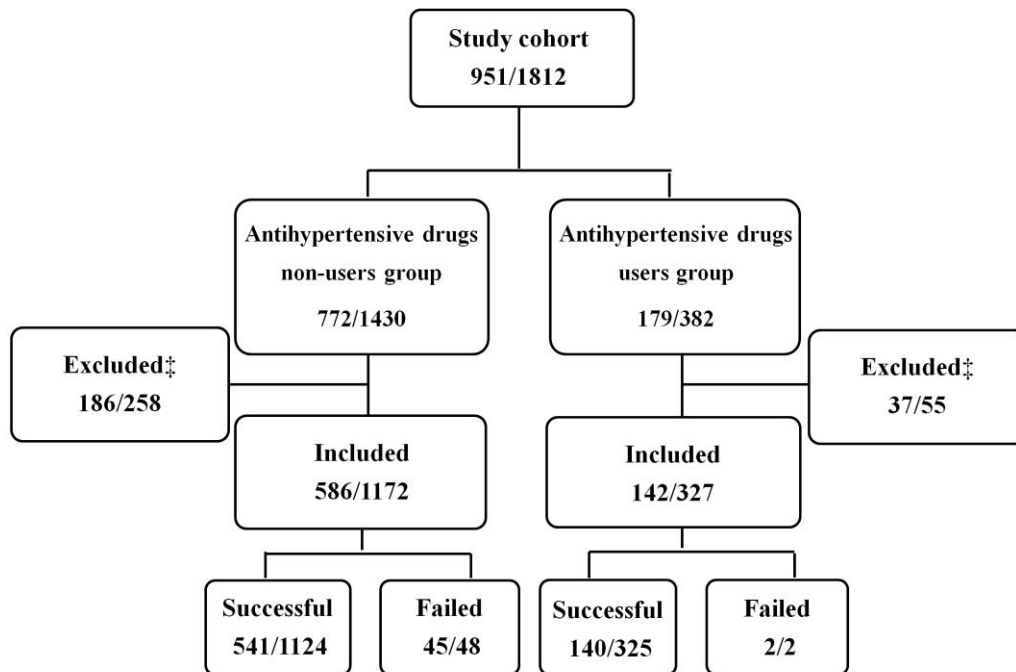 Study cohort
951/1812
Antihypertensive drugs
non-users group
772/1430
Antihypertensive drugs
users group
179/382
Excluded‡
186/258
Excluded‡
37/55
Included
586/1172
Included
142/327
Successful
541/1124
Failed
45/48
Successful
140/325
Failed
2/2